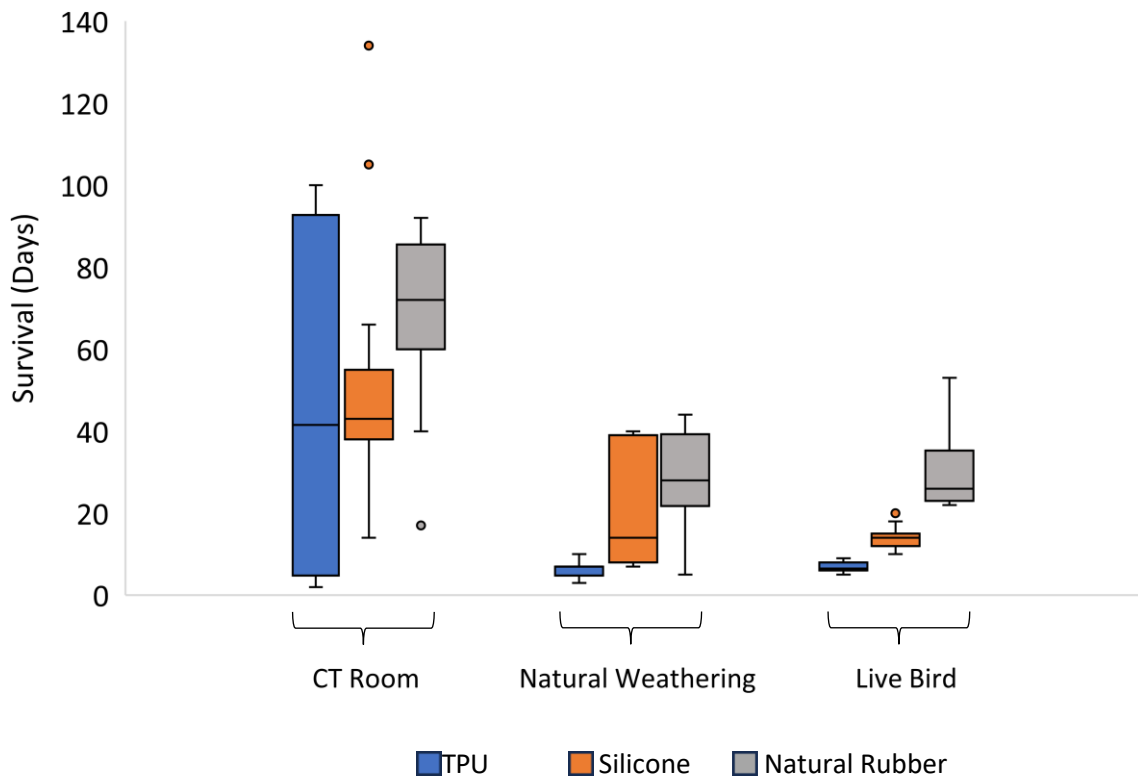 140
120
100
80
60
40
20
0
Survival (Days)
CT Room
Natural Weathering
Live Bird
TPU
Silicone
Natural Rubber